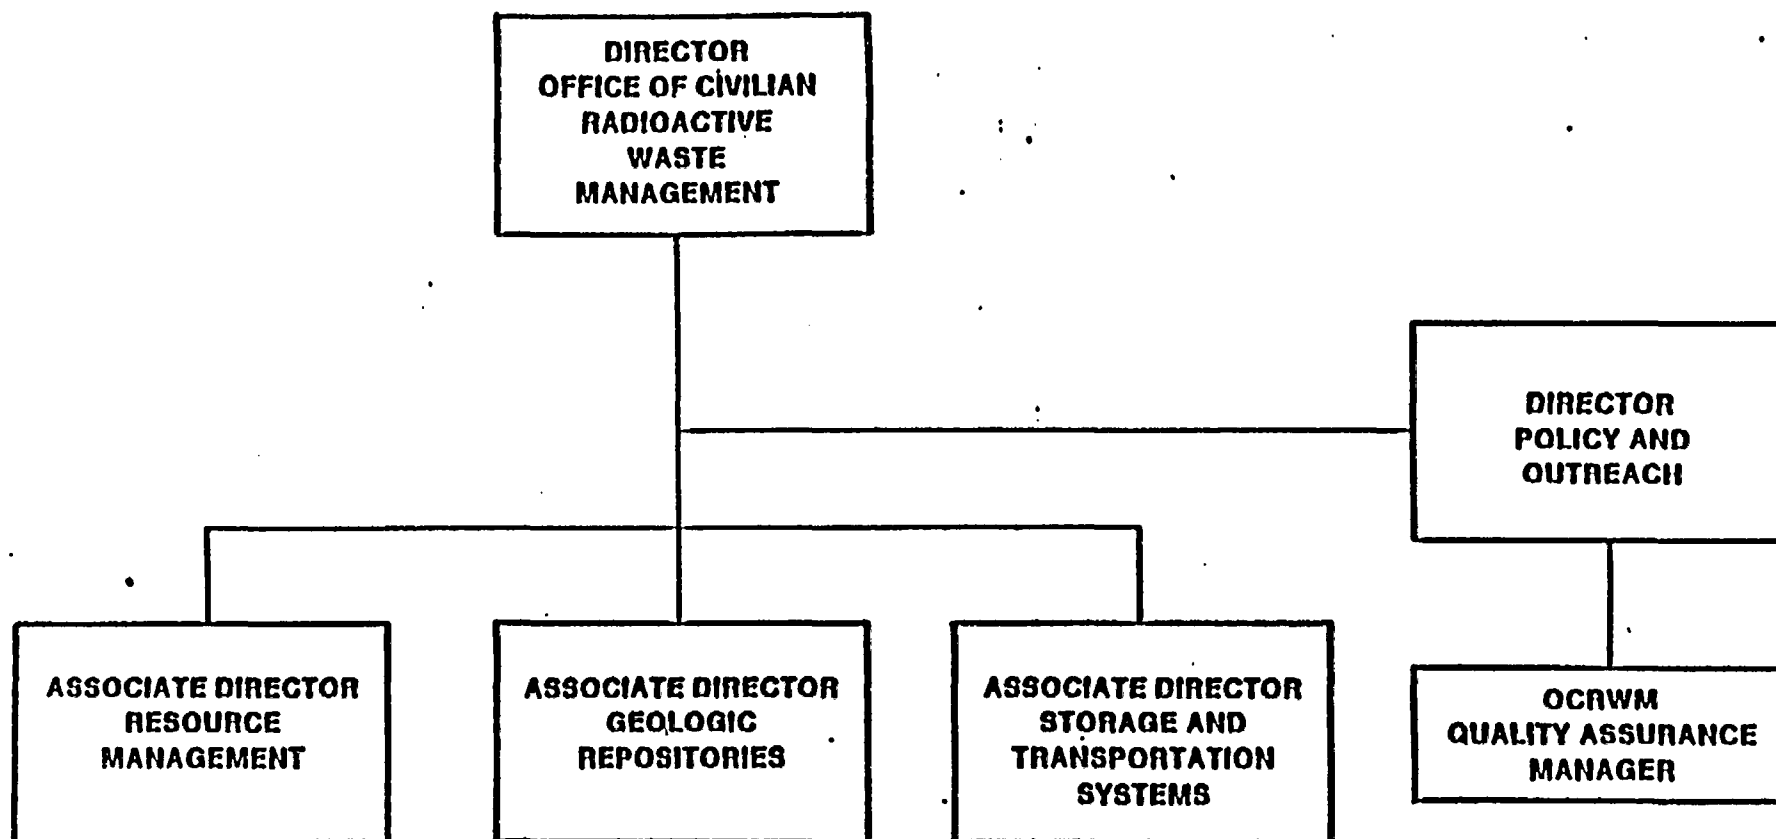 DIRECTOR
OFFICE OF CIVILIAN
RADIOACTIVE
WASTE
MANAGEMENT
DIRECTOR
POLICY AND
OUTREACH
ASSOCIATE DIRECTOR
RESOURCE
MANAGEMENT
ASSOCIATE DIRECTOR
GEOLOGIC
REPOSITORIES
ASSOCIATE DIRECTOR
STORAGE AND
TRANSPORTATION
SYSTEMS
OCRWM
QUALITY ASSURANCE
MANAGER